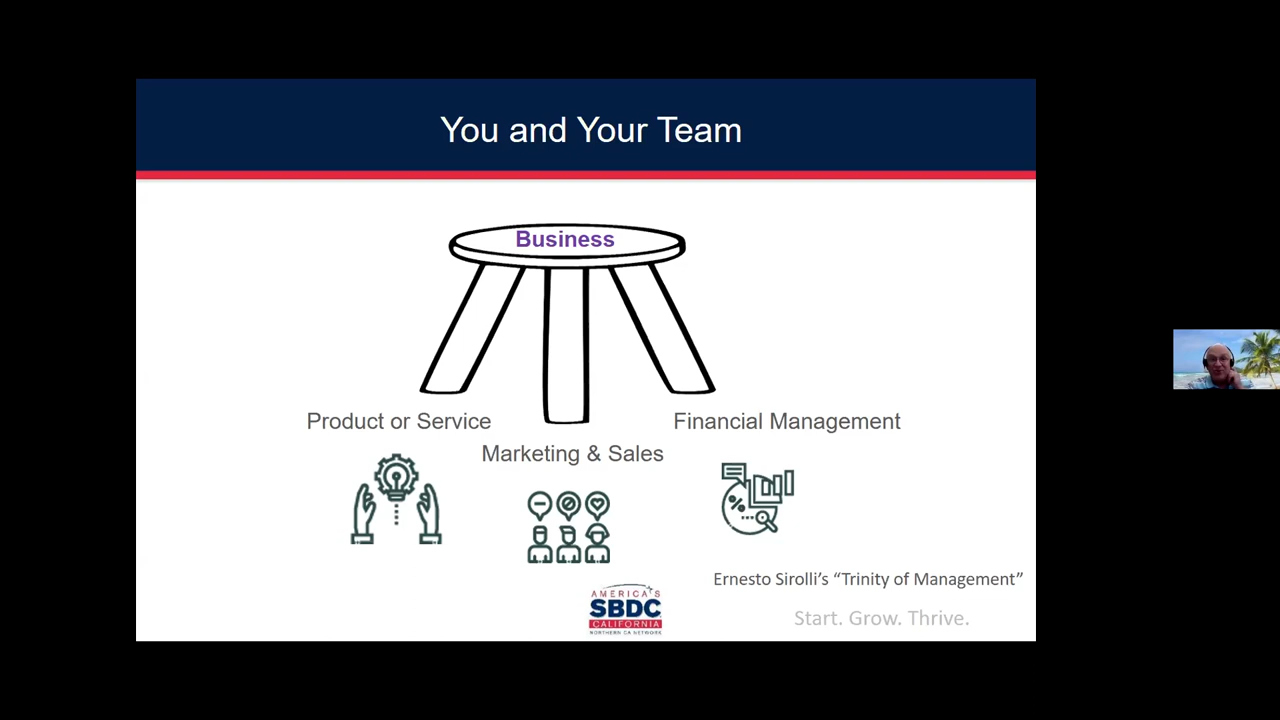 You and Your Team
Business
Product or Service
Financial Management
Marketing & Sales
%
Ernesto Sirolli's “Trinity of Management”
AMERICA'S
SBDC
CALIFORNIA
NORTHERN CA NETWORK
Start. Grow. Thrive.